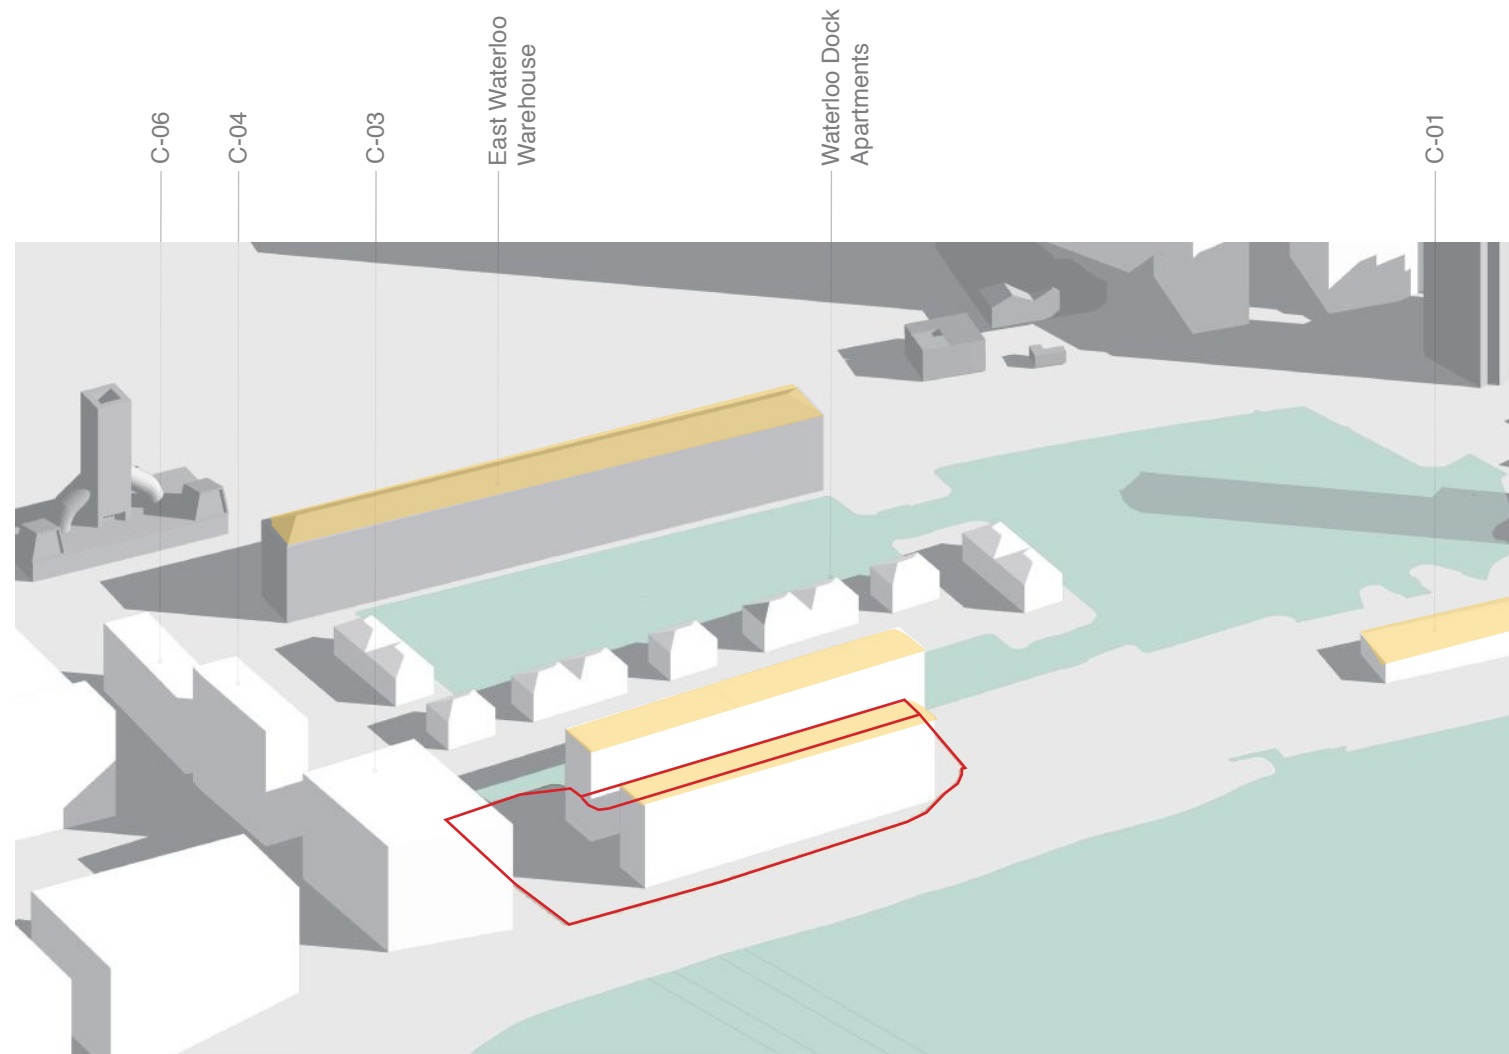 C-06
C-04
C-03
East Waterloo
Warehouse
Waterloo Dock
Apartments
C-01